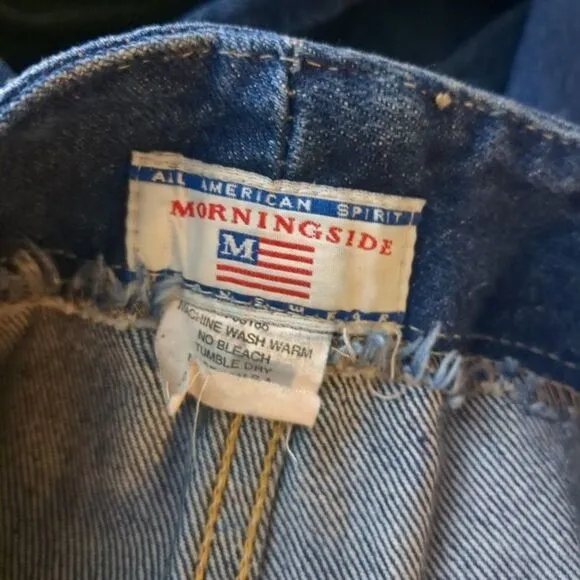 ALL AMERICAN SPIRIT
MORNINGSIDE
M
MACHINE WASH WARM
NO BLEACH
TUMBLE DRY